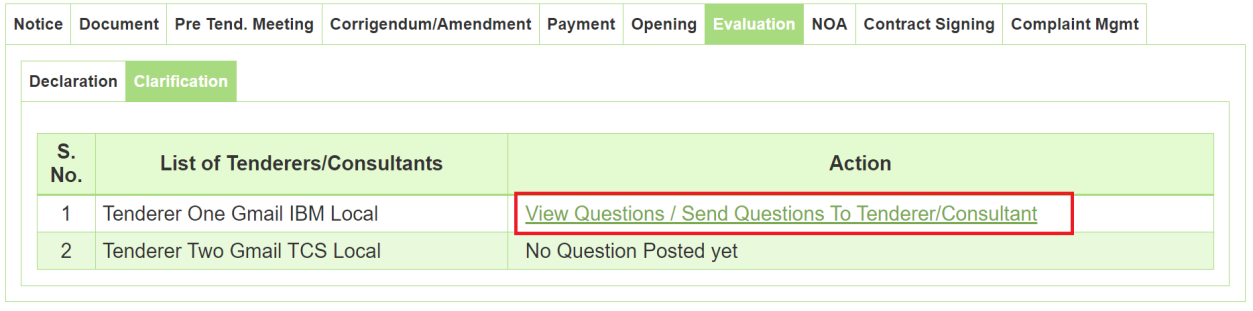 Notice Document Pre Tend. Meeting Corrigendum/Amendment Payment Opening Evaluation NOA Contract Signing Complaint Mgmt
Declaration Clarification
S. No. List of Tenderers/Consultants Action
1 Tenderer One Gmail IBM Local View Questions / Send Questions To Tenderer/Consultant
2 Tenderer Two Gmail TCS Local No Question Posted yet